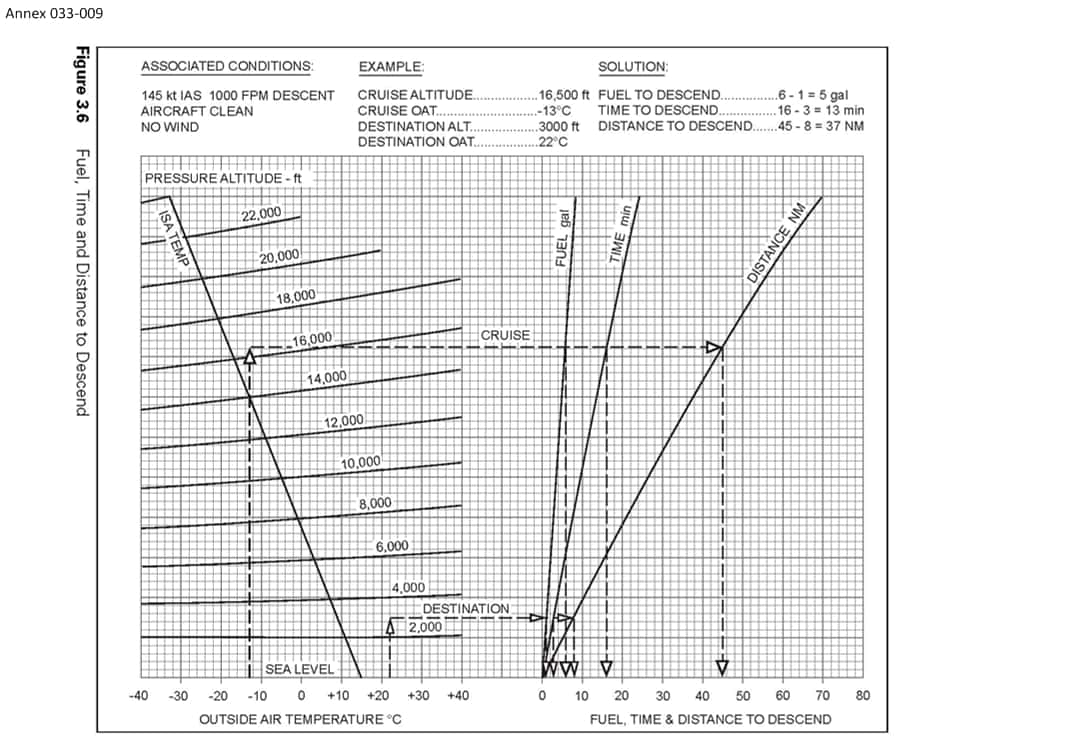 Annex 033-009
Figure 3.6 Fuel, Time and Distance to Descend
ASSOCIATED CONDITIONS:
145 kt IAS 1000 FPM DESCENT
AIRCRAFT CLEAN
NO WIND
EXAMPLE:
CRUISE ALTITUDE................16,500 ft
CRUISE OAT........................-13°C
DESTINATION ALT................3000 ft
DESTINATION OAT...............22°C
SOLUTION:
FUEL TO DESCEND..............6 - 1 = 5 gal
TIME TO DESCEND..............16 - 3 = 13 min
DISTANCE TO DESCEND.......45 - 8 = 37 NM
PRESSURE ALTITUDE - ft
ISA TEMP
22,000
20,000
18,000
16,000
14,000
12,000
10,000
8,000
6,000
4,000
2,000
SEA LEVEL
CRUISE
DESTINATION
FUEL gal
TIME min
DISTANCE NM
-40 -30 -20 -10 0 +10 +20 +30 +40
OUTSIDE AIR TEMPERATURE °C
0 10 20 30 40 50 60 70 80
FUEL, TIME & DISTANCE TO DESCEND